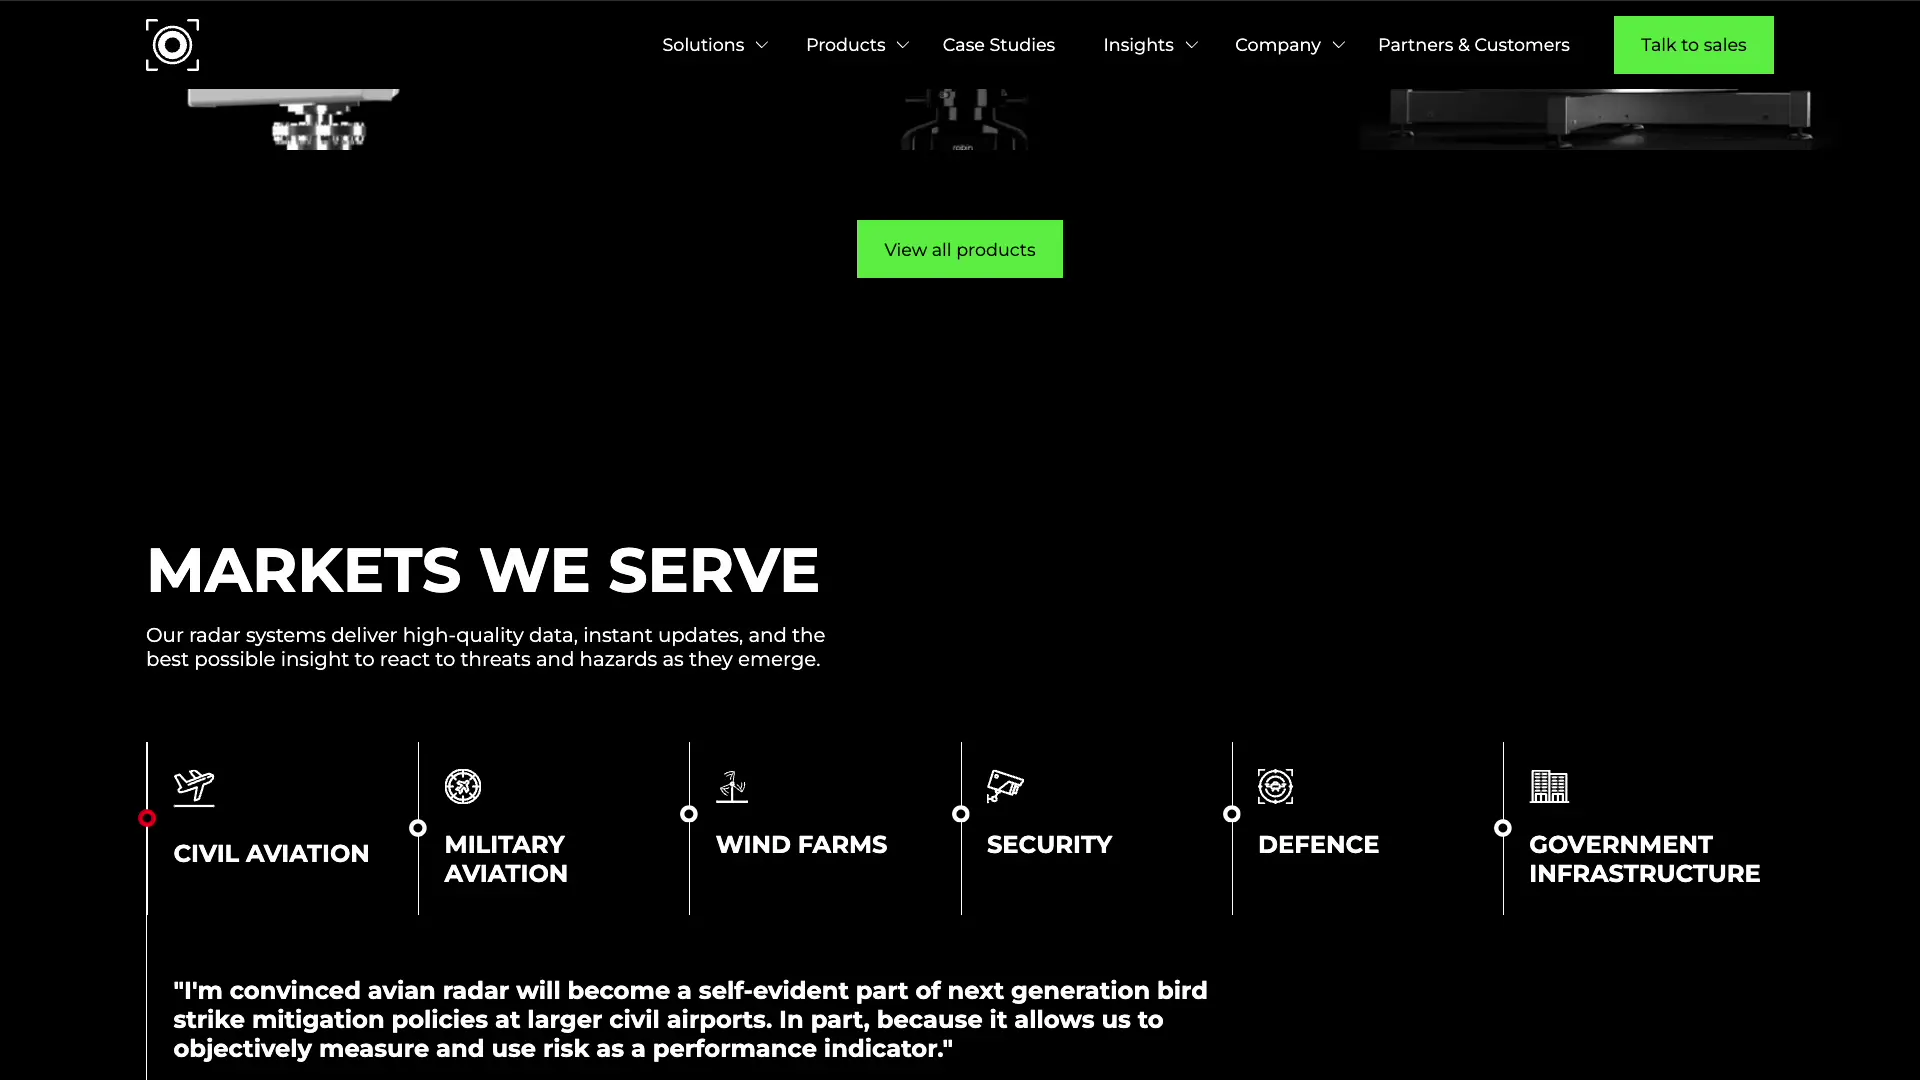 Solutions Products Case Studies Insights Company Partners & Customers Talk to sales
robin
View all products
MARKETS WE SERVE
Our radar systems deliver high-quality data, instant updates, and the
best possible insight to react to threats and hazards as they emerge.
CIVIL AVIATION
MILITARY
AVIATION
WIND FARMS
SECURITY
DEFENCE
GOVERNMENT
INFRASTRUCTURE
"I'm convinced avian radar will become a self-evident part of next generation bird
strike mitigation policies at larger civil airports. In part, because it allows us to
objectively measure and use risk as a performance indicator."